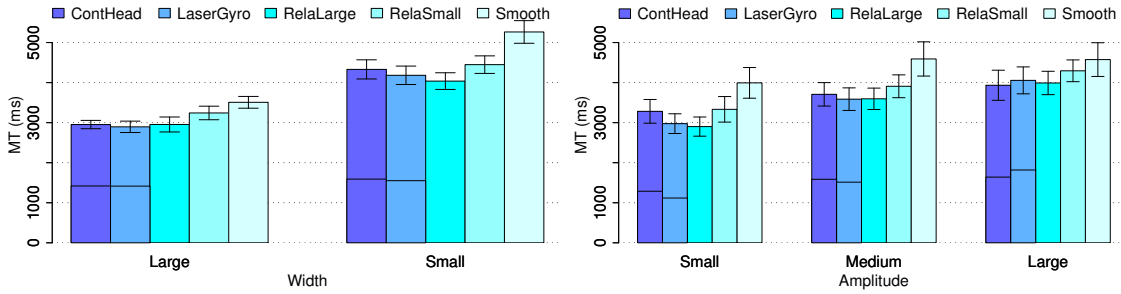 ContHead LaserGyro RelaLarge RelaSmall Smooth
MT (ms)
5000
3000
1000
0
Large Small
Width
ContHead LaserGyro RelaLarge RelaSmall Smooth
MT (ms)
5000
3000
1000
0
Small Medium Large
Amplitude